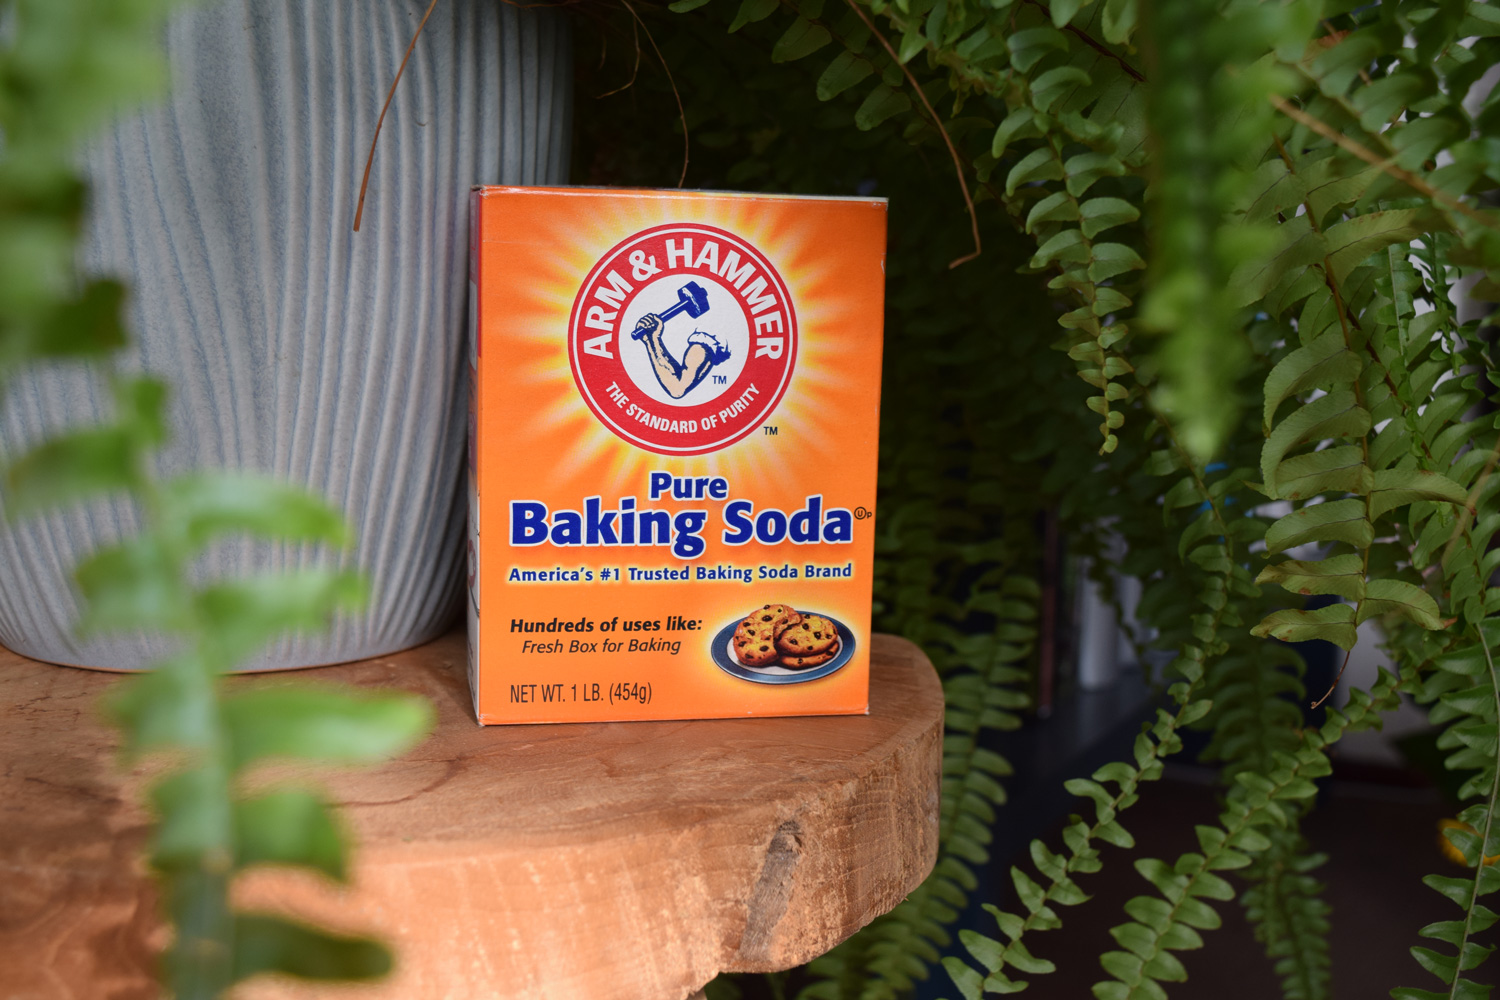 ARM & HAMMER
TM
THE STANDARD OF PURITY
TM
Pure
Baking Soda
America's #1 Trusted Baking Soda Brand
Hundreds of uses like:
Fresh Box for Baking
NET WT. 1 LB. (454g)